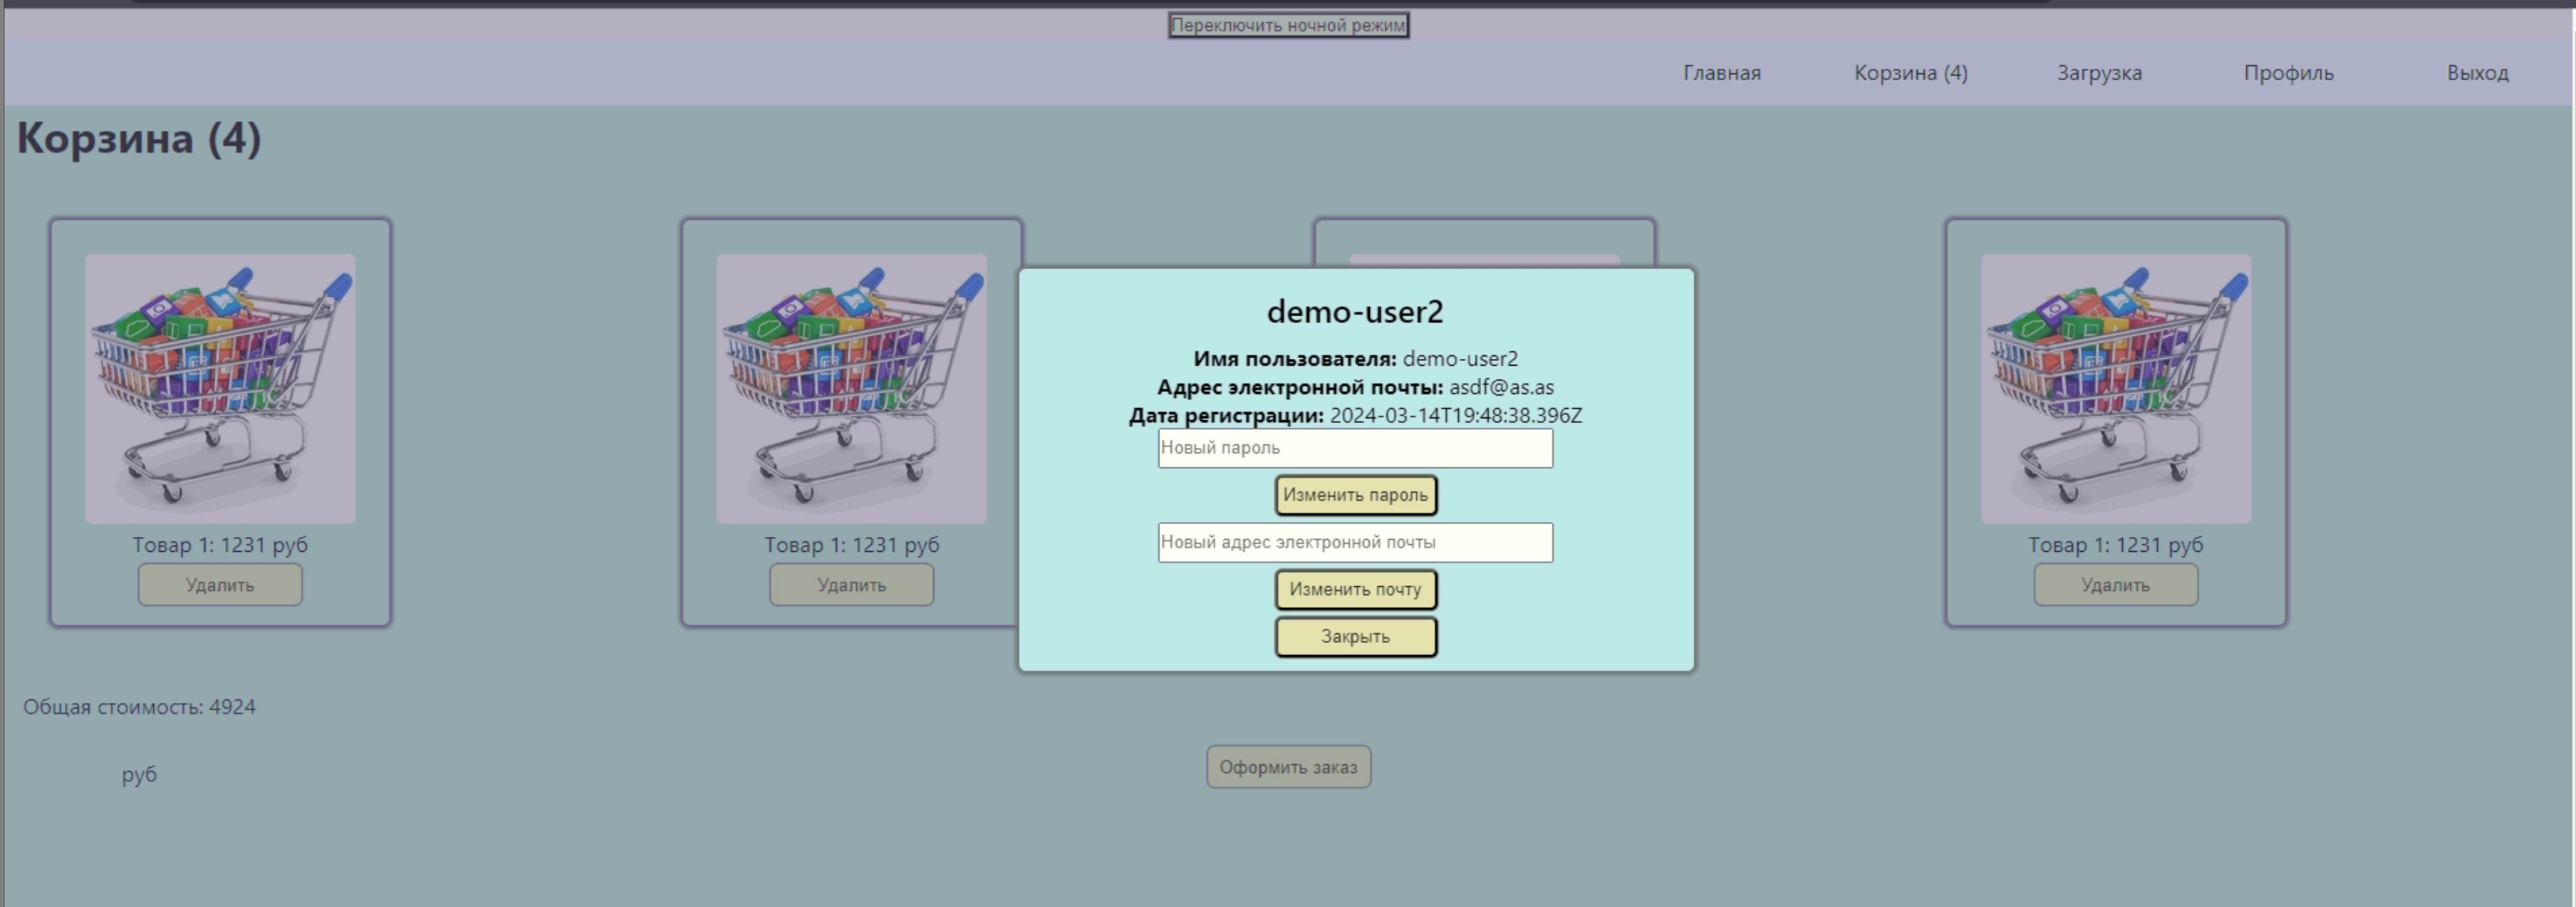 Переключить ночной режим
Главная Корзина (4) Загрузка Профиль Выход
Корзина (4)
demo-user2
Имя пользователя: demo-user2
Адрес электронной почты: asdf@as.as
Дата регистрации: 2024-03-14T19:48:38.396Z
Новый пароль
Изменить пароль
Новый адрес электронной почты
Изменить почту
Закрыть
Товар 1: 1231 руб
Удалить
Товар 1: 1231 руб
Удалить
Товар 1: 1231 руб
Удалить
Общая стоимость: 4924
руб
Оформить заказ